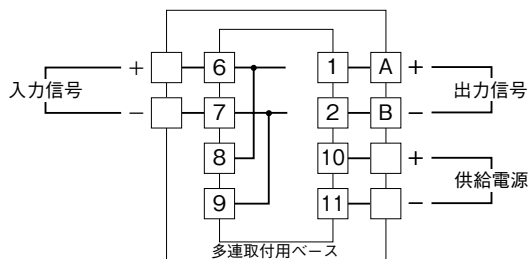 + 6 1 A +
入力信号 出力信号
− 7 2 B −
8 10 +
供給電源
9 11 −
多連取付用ベース